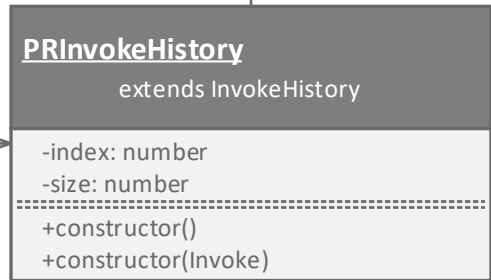 PRInvokeHistory
extends InvokeHistory
-index: number
-size: number
+constructor()
+constructor(Invoke)